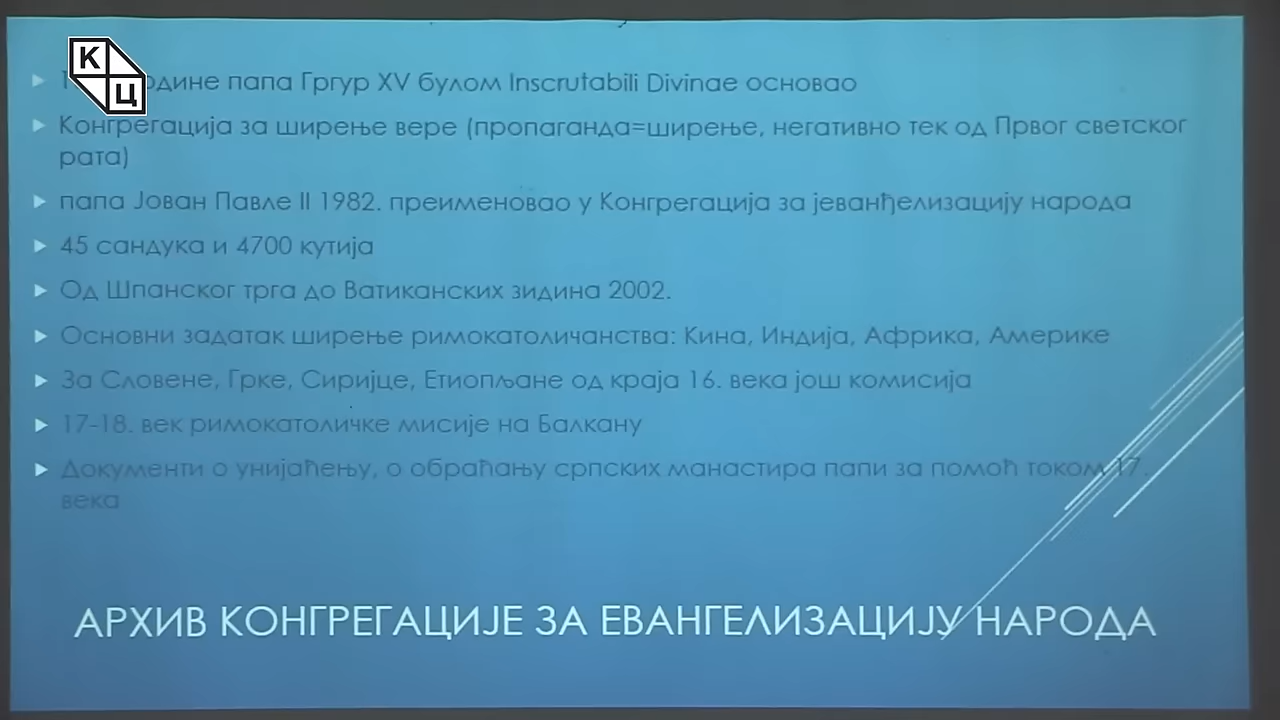 К
Ц
папа Гргур XV булом Inscrutabili Divinae основао
Конгрегација за ширење вере (пропаганда=ширење, негативно тек од Првог светског
рата)
папа Јован Павле II 1982. преименовао у Конгрегација за јеванђелизацију народа
45 сандука и 4700 кутија
Од Шпанског трга до Ватиканских зидина 2002.
Основни задатак ширење римокатоличанства: Кина, Индија, Африка, Америке
За Словене, Грке, Сиријце, Етиопљане од краја 16. века још комисија
17-18. век римокатоличке мисије на Балкану
Документи о унијаћењу, о обраћању српских манастира папи за помоћ током 17.
века
АРХИВ КОНГРЕГАЦИЈЕ ЗА ЕВАНГЕЛИЗАЦИЈУ НАРОДА